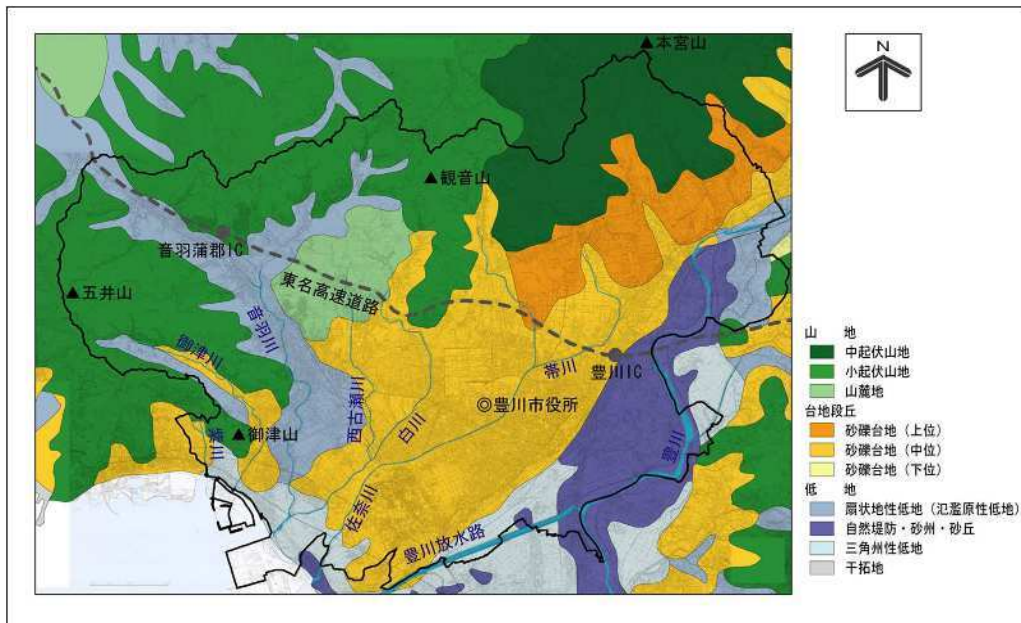 ▲本宮山
N
▲観音山
音羽蒲郡IC
▲五井山
東名高速道路
音羽川
御津川
帯川
豊川IC
◎豊川市役所
西古瀬川
白川
▲御津山
豊川
佐奈川
豊川放水路
山　地
中起伏山地
小起伏山地
山麓地
台地段丘
砂礫台地（上位）
砂礫台地（中位）
砂礫台地（下位）
低　地
扇状地性低地（氾濫原性低地）
自然堤防・砂州・砂丘
三角州性低地
干拓地